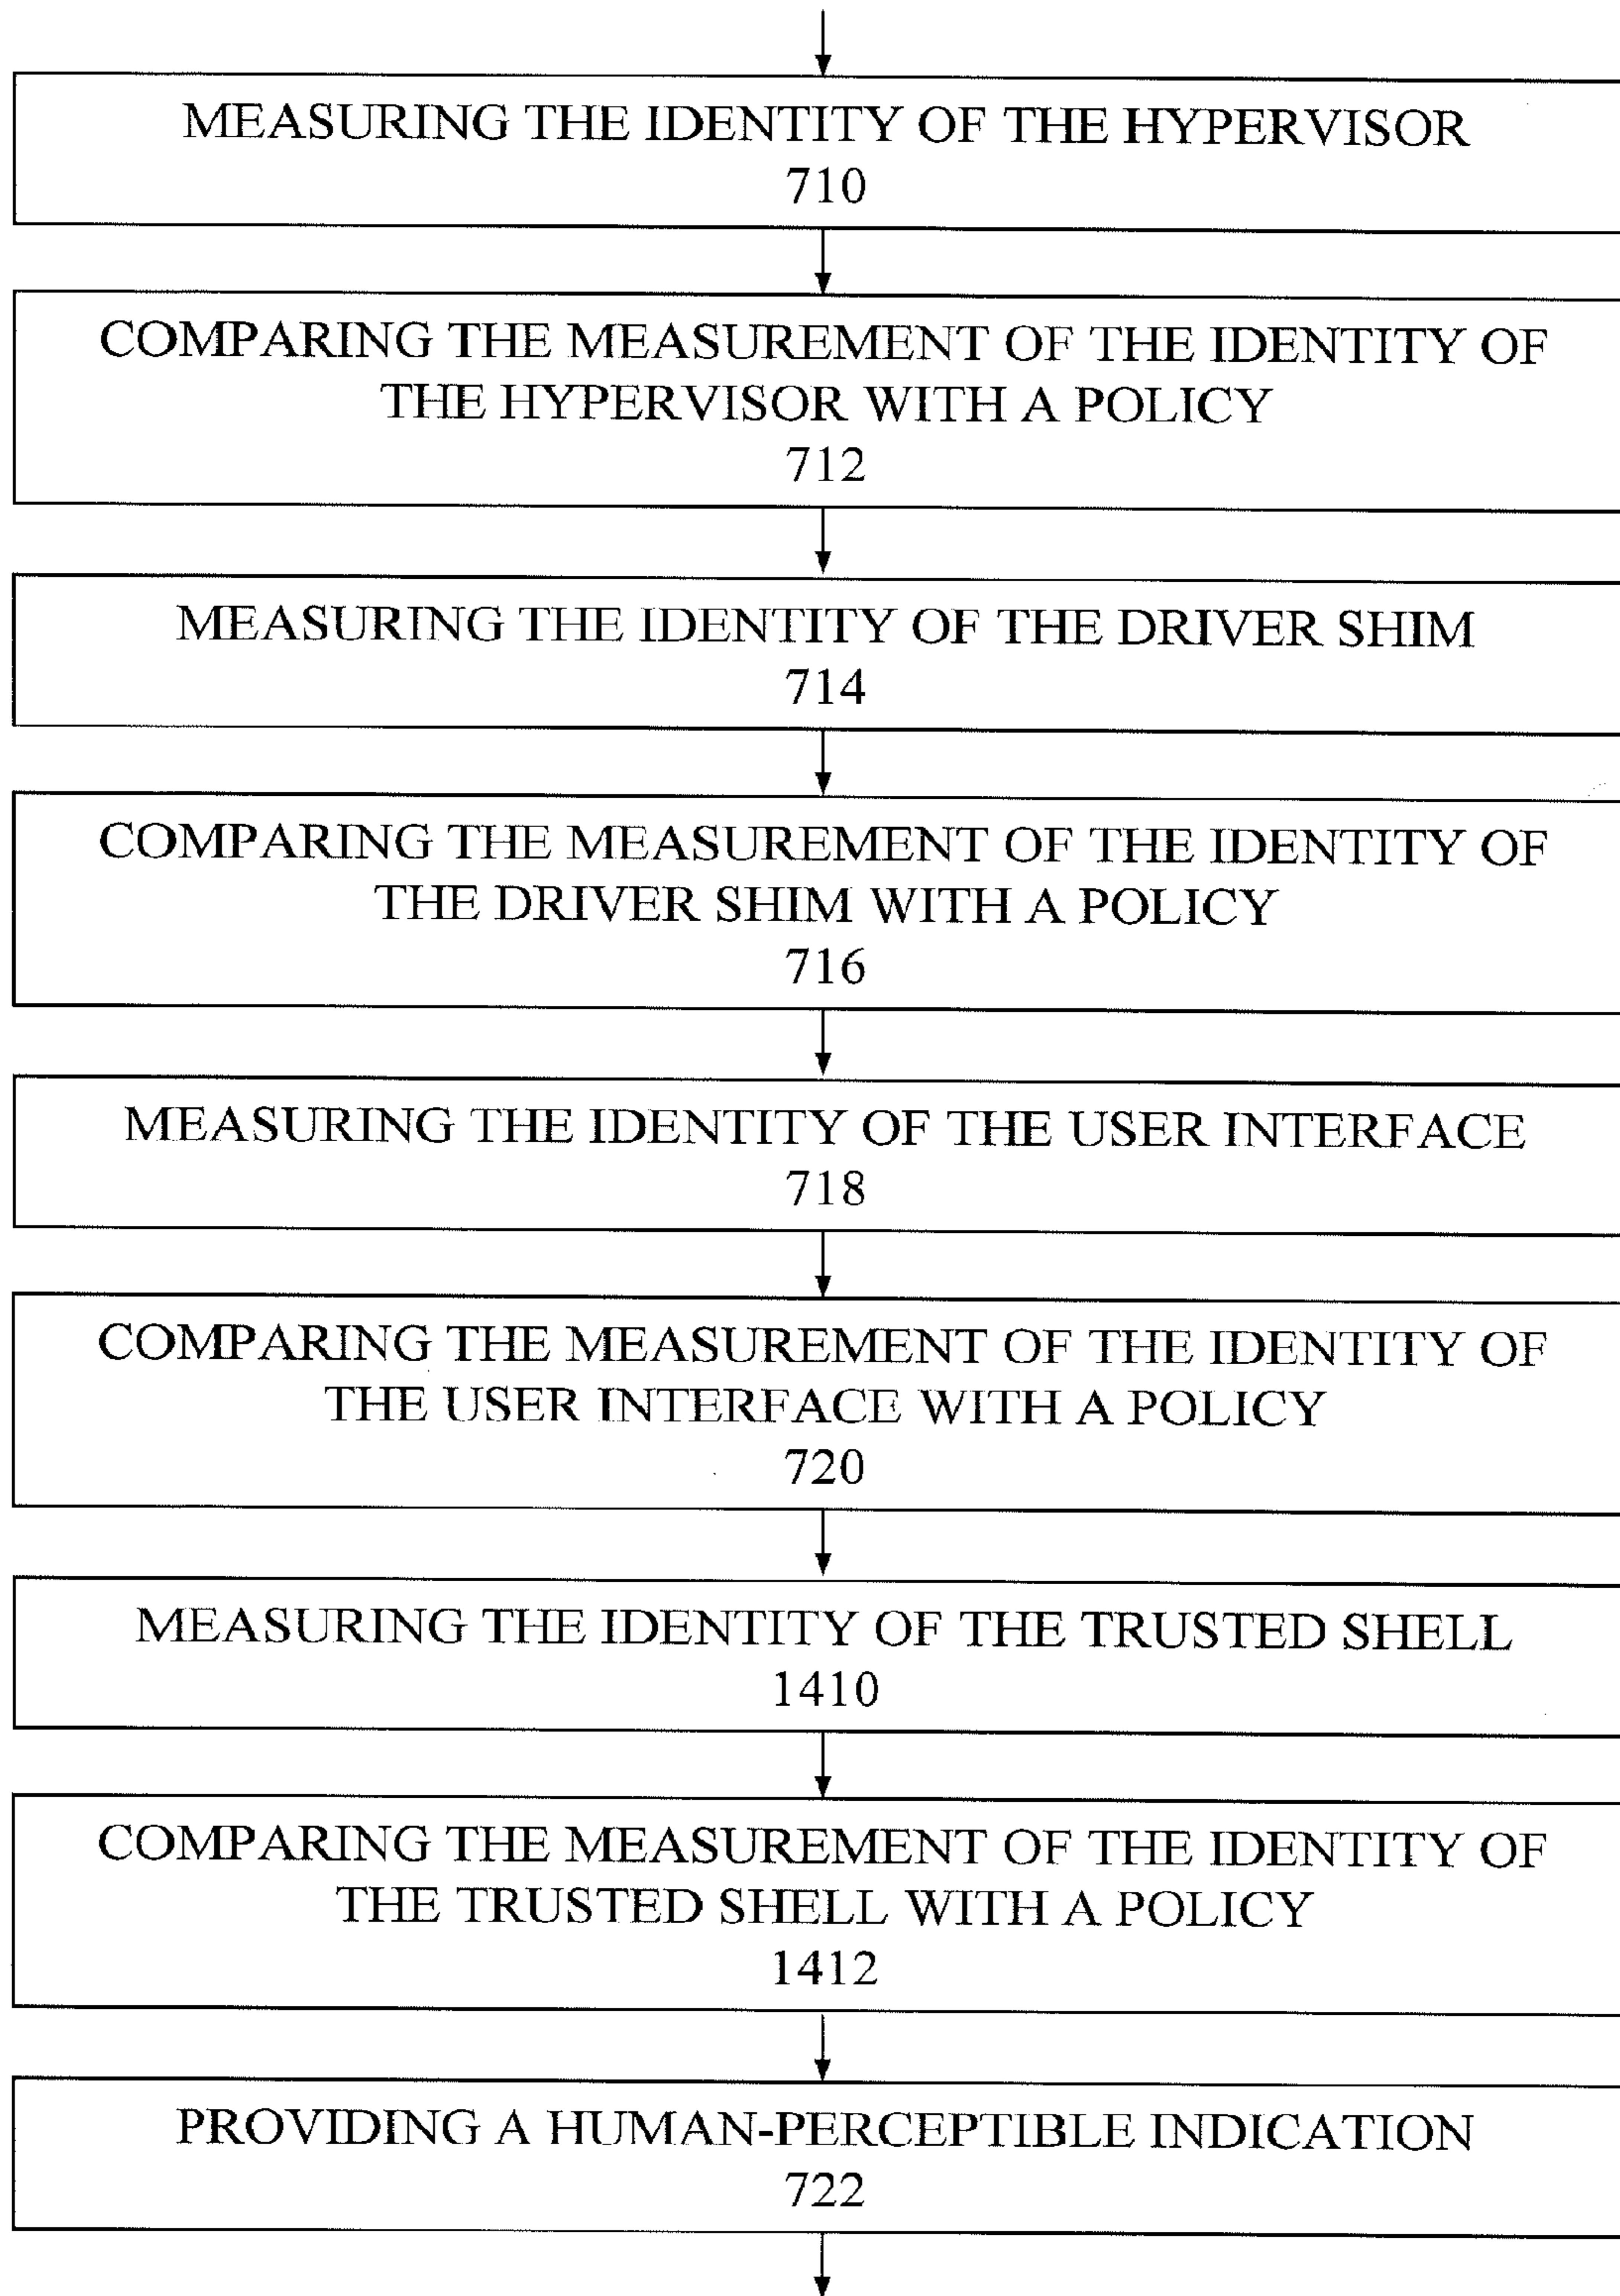 MEASURING THE IDENTITY OF THE HYPERVISOR
710
COMPARING THE MEASUREMENT OF THE IDENTITY OF
THE HYPERVISOR WITH A POLICY
712
MEASURING THE IDENTITY OF THE DRIVER SHIM
714
COMPARING THE MEASUREMENT OF THE IDENTITY OF
THE DRIVER SHIM WITH A POLICY
716
MEASURING THE IDENTITY OF THE USER INTERFACE
718
COMPARING THE MEASUREMENT OF THE IDENTITY OF
THE USER INTERFACE WITH A POLICY
720
MEASURING THE IDENTITY OF THE TRUSTED SHELL
1410
COMPARING THE MEASUREMENT OF THE IDENTITY OF
THE TRUSTED SHELL WITH A POLICY
1412
PROVIDING A HUMAN-PERCEPTIBLE INDICATION
722